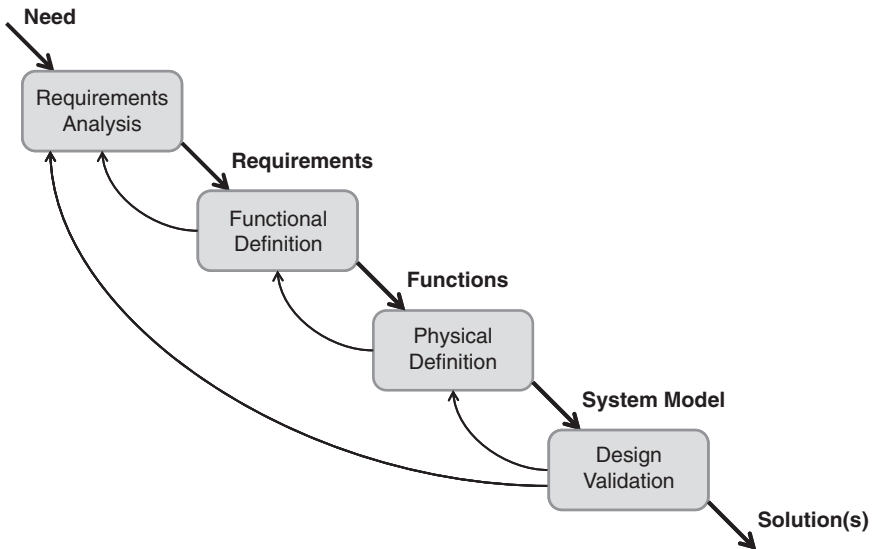 Need
Requirements
Analysis
Requirements
Functional
Definition
Functions
Physical
Definition
System Model
Design
Validation
Solution(s)